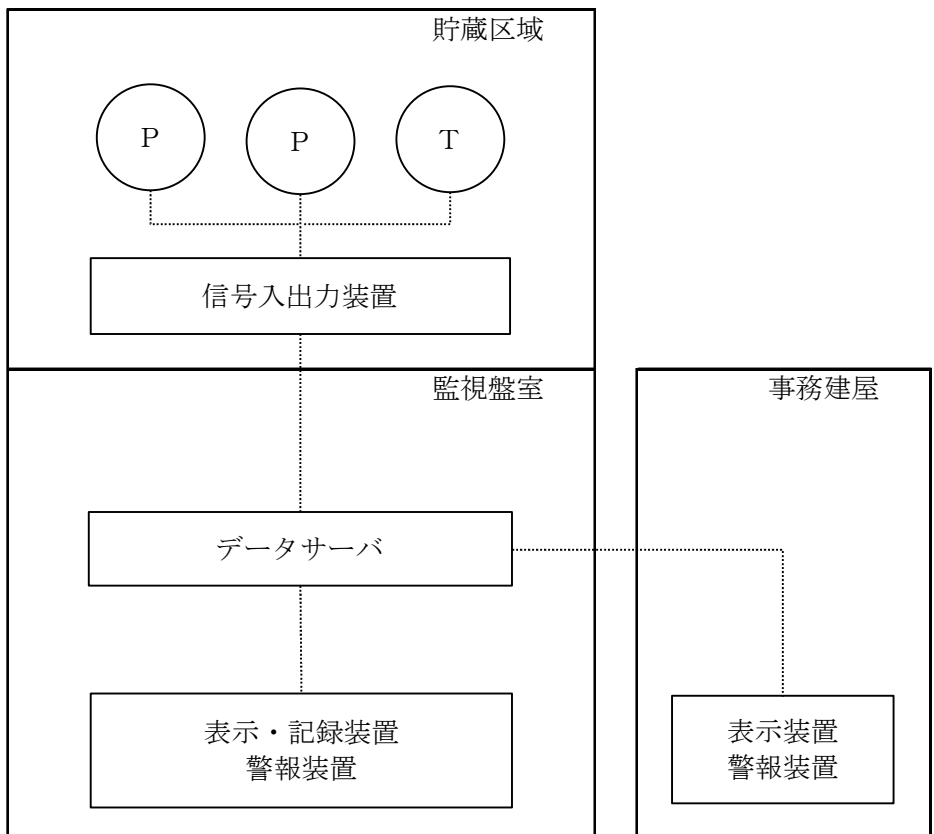 貯蔵区域
P P T
信号入出力装置
監視盤室
事務建屋
データサーバ
表示・記録装置
警報装置
表示装置
警報装置